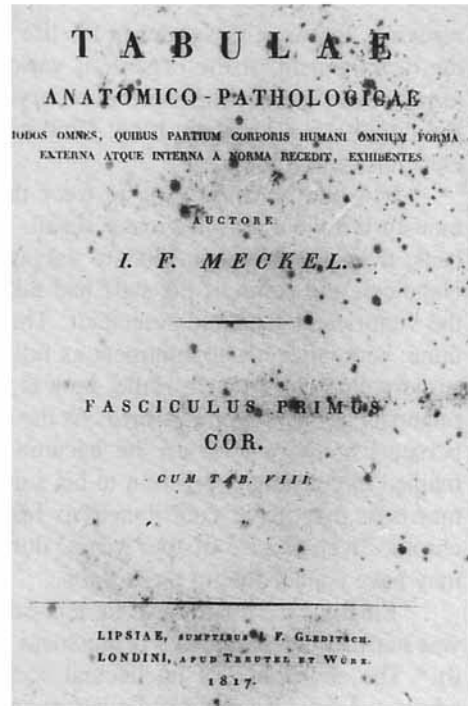 TABULAE
ANATOMICO-PATHOLOGICAE
MODOS OMNES, QUIBUS PARTIUM CORPORIS HUMANI OMNIUM FORMA
EXTERNA ATQUE INTERNA A NORMA RECEDIT, EXHIBENTES
AUCTORE
I. F. MECKEL.
FASCICULUS PRIMUS
COR.
CUM TAB. VIII.
LIPSIAE, SUMPTIBUS I. F. GLEDITSCH.
LONDINI, APUD TREUTEL ET WÜRZ.
1817.